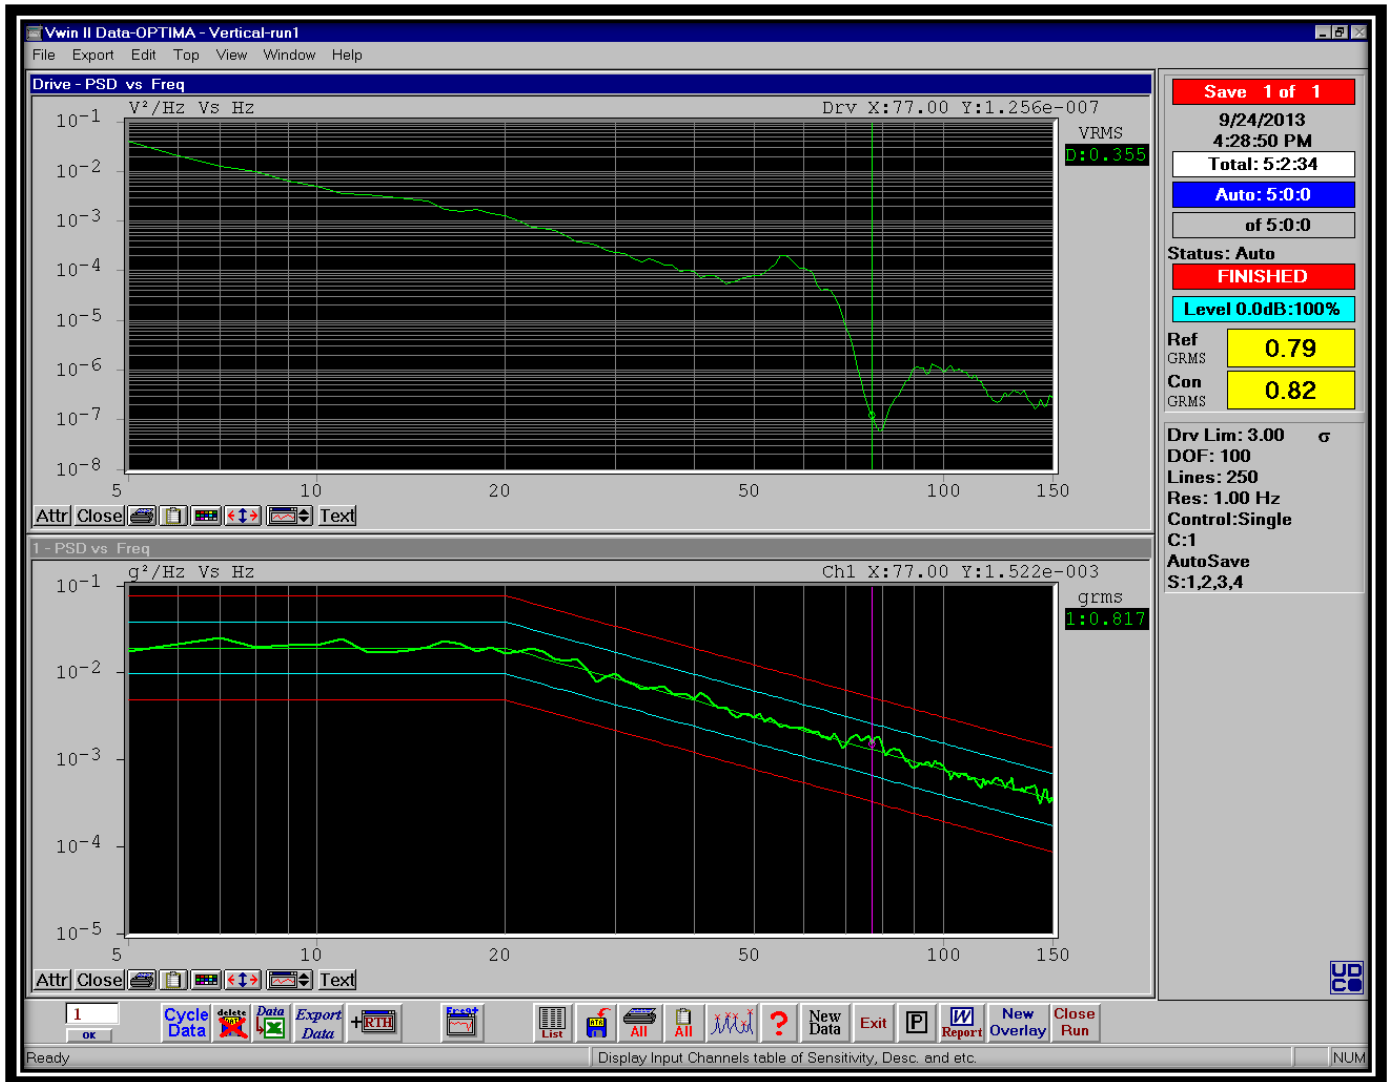 Vwin II Data-OPTIMA - Vertical-run1
File Export Edit Top View Window Help
Drive - PSD vs Freq
V²/Hz Vs Hz
Drv X:77.00 Y:1.256e-007
VRMS
D:0.355
10-1
10-2
10-3
10-4
10-5
10-6
10-7
10-8
5 10 20 50 100 150
Attr Close Text
1 - PSD vs Freq
g²/Hz Vs Hz
Ch1 X:77.00 Y:1.522e-003
grms
1:0.817
10-1
10-2
10-3
10-4
10-5
5 10 20 50 100 150
Attr Close Text
Save 1 of 1
9/24/2013
4:28:50 PM
Total: 5:2:34
Auto: 5:0:0
of 5:0:0
Status: Auto
FINISHED
Level 0.0dB:100%
Ref
GRMS
0.79
Con
GRMS
0.82
Drv Lim: 3.00 σ
DOF: 100
Lines: 250
Res: 1.00 Hz
Control:Single
C:1
AutoSave
S:1,2,3,4
UD
CO
1
OK
Cycle
Data
delete
Data
Export
Data
+RTH
List
All
All
?
New
Data
Exit
P
W
Report
New
Overlay
Close
Run
Ready
Display Input Channels table of Sensitivity, Desc. and etc.
NUM